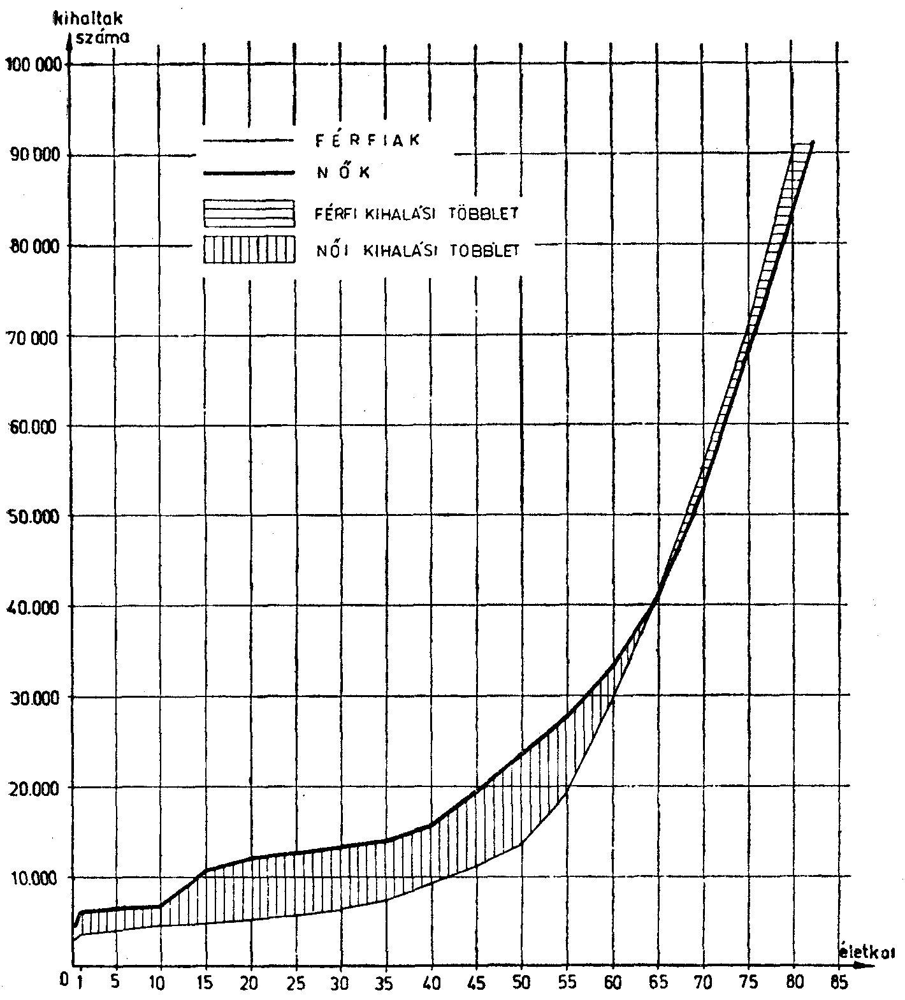 kihaltak
száma
100 000
90 000
80 000
70 000
60.000
50.000
40.000
30.000
20.000
10.000
FÉRFIAK
NŐK
FÉRFI KIHALÁSI TÖBBLET
NŐI KIHALÁSI TÖBBLET
életkor
0 1 5 10 15 20 25 30 35 40 45 50 55 60 65 70 75 80 85